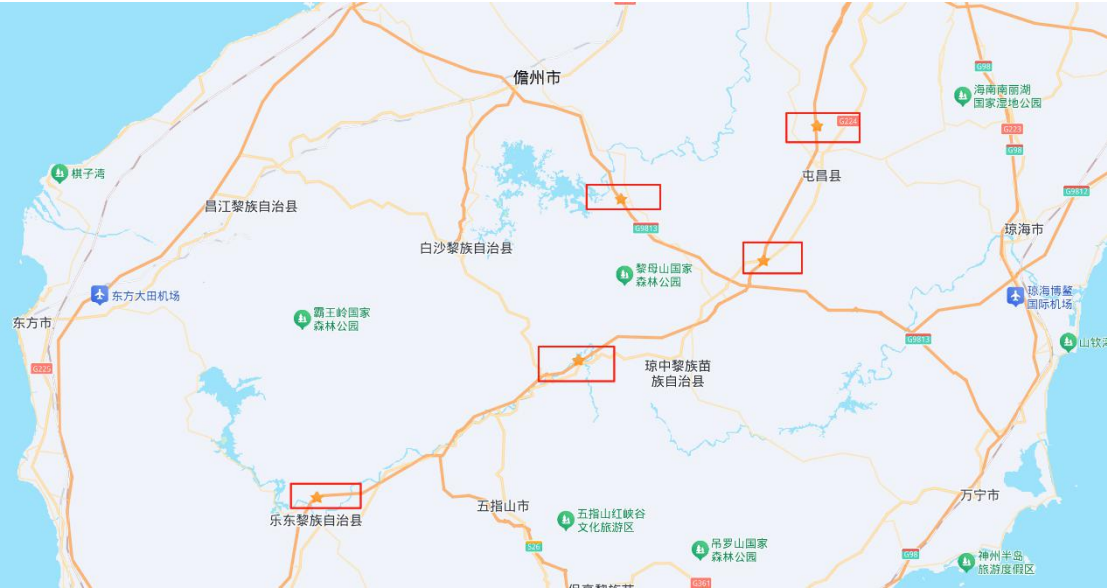 儋州市
G98
海南南丽湖
国家湿地公园
G224
G223
G98
棋子湾
屯昌县
G9812
昌江黎族自治县
G9813
琼海市
白沙黎族自治县
黎母山国家
森林公园
东方大田机场
琼海博鳌
国际机场
霸王岭国家
森林公园
东方市
G9813
山钦湾
G225
琼中黎族苗
族自治县
万宁市
五指山市
五指山红峡谷
文化旅游区
乐东黎族自治县
S26
吊罗山国家
森林公园
G98
神州半岛
旅游度假区
G361